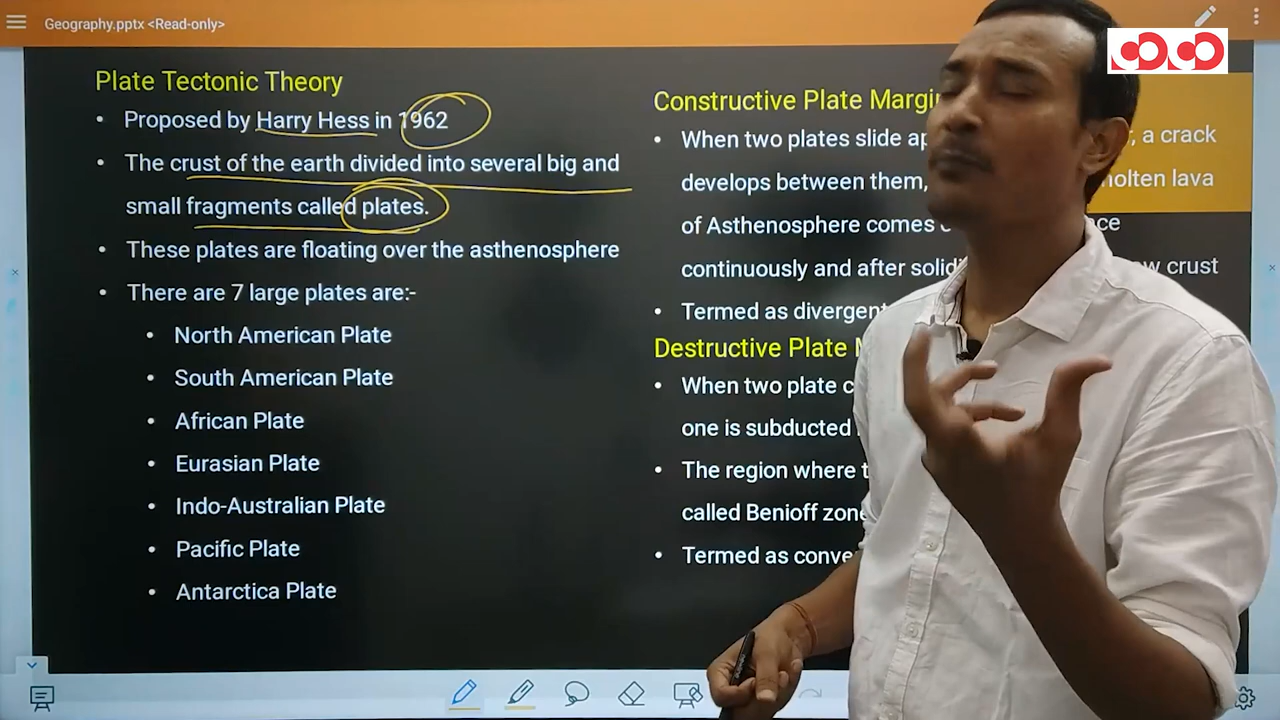 Geography.pptx <Read-only>
Plate Tectonic Theory
• Proposed by Harry Hess in 1962
• The crust of the earth divided into several big and
small fragments called plates.
• These plates are floating over the asthenosphere
• There are 7 large plates are:-
• North American Plate
• South American Plate
• African Plate
• Eurasian Plate
• Indo-Australian Plate
• Pacific Plate
• Antarctica Plate
Constructive Plate
• When two plates slide a crack
develops between them, molten lava
of Asthenosphere comes
continuously and after crust
• Termed as divergent
Destructive Plate
• When two plate
one is subducted
• The region where
called Benioff zone
• Termed as